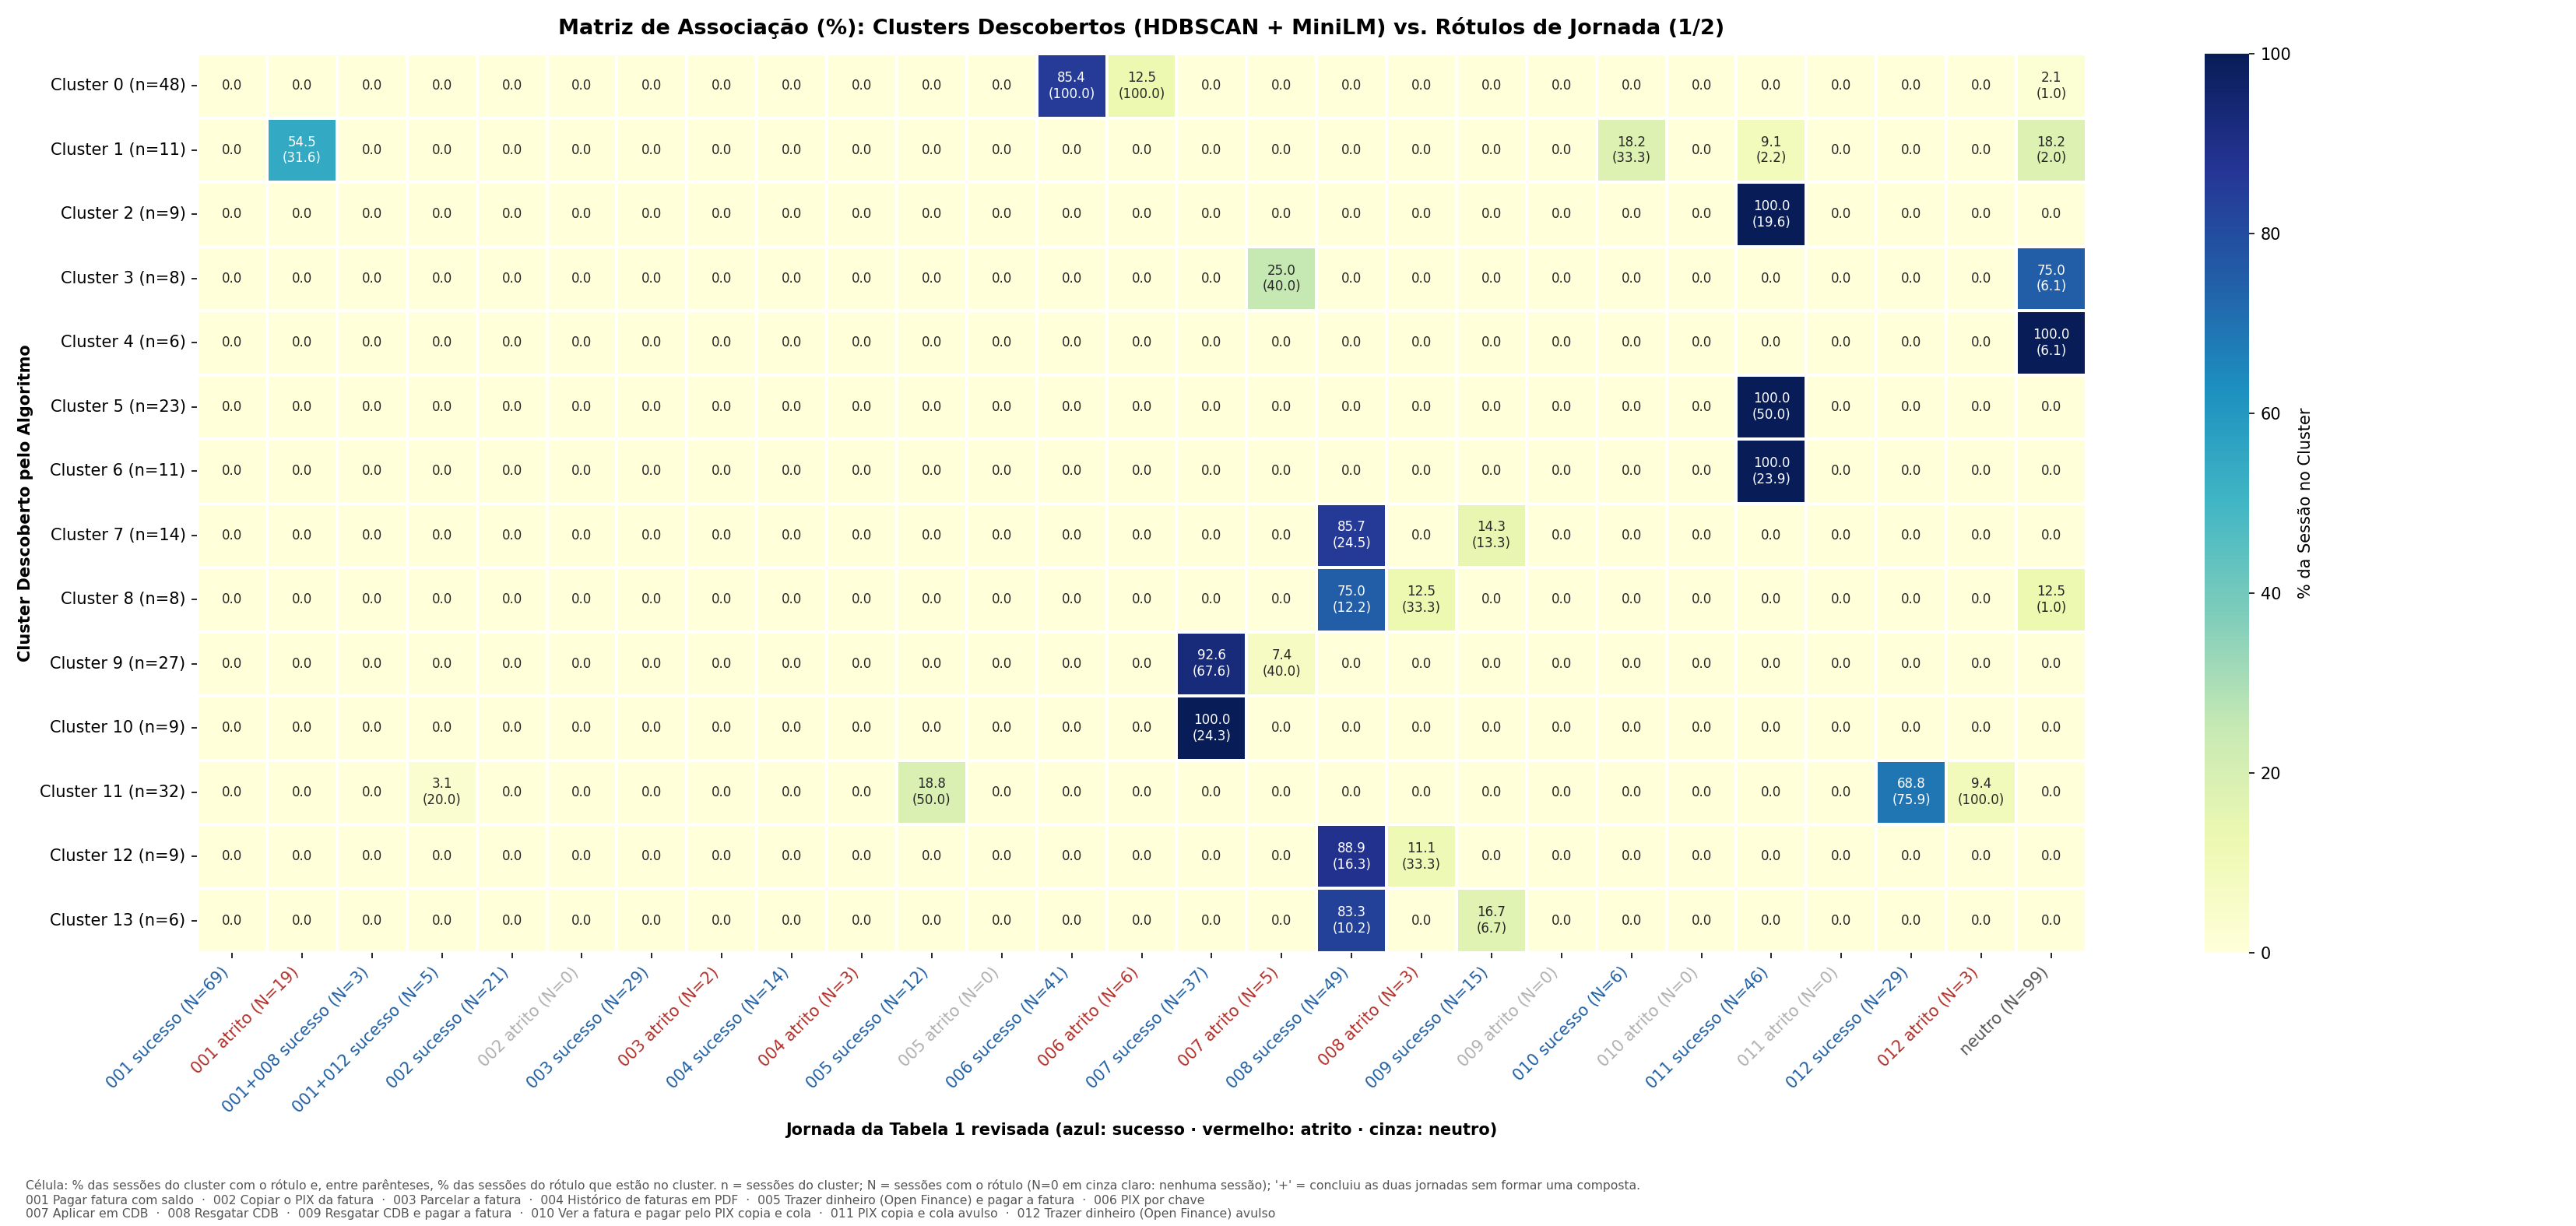 Matriz de Associação (%): Clusters Descobertos (HDBSCAN + MiniLM) vs. Rótulos de Jornada (1/2)
Cluster Descoberto pelo Algoritmo
Cluster 0 (n=48) 0.0 0.0 0.0 0.0 0.0 0.0 0.0 0.0 0.0 0.0 0.0 0.0 85.4 12.5 0.0 0.0 0.0 0.0 0.0 0.0 0.0 0.0 0.0 0.0 0.0 0.0 2.1
(100.0) (100.0) (1.0)
Cluster 1 (n=11) 0.0 54.5 0.0 0.0 0.0 0.0 0.0 0.0 0.0 0.0 0.0 0.0 0.0 0.0 0.0 0.0 0.0 0.0 0.0 0.0 18.2 0.0 9.1 0.0 0.0 0.0 18.2
(31.6) (33.3) (2.2) (2.0)
Cluster 2 (n=9) 0.0 0.0 0.0 0.0 0.0 0.0 0.0 0.0 0.0 0.0 0.0 0.0 0.0 0.0 0.0 0.0 0.0 0.0 0.0 0.0 0.0 0.0 100.0 0.0 0.0 0.0 0.0
(19.6)
Cluster 3 (n=8) 0.0 0.0 0.0 0.0 0.0 0.0 0.0 0.0 0.0 0.0 0.0 0.0 0.0 0.0 0.0 25.0 0.0 0.0 0.0 0.0 0.0 0.0 0.0 0.0 0.0 0.0 75.0
(40.0) (6.1)
Cluster 4 (n=6) 0.0 0.0 0.0 0.0 0.0 0.0 0.0 0.0 0.0 0.0 0.0 0.0 0.0 0.0 0.0 0.0 0.0 0.0 0.0 0.0 0.0 0.0 0.0 0.0 0.0 0.0 100.0
(6.1)
Cluster 5 (n=23) 0.0 0.0 0.0 0.0 0.0 0.0 0.0 0.0 0.0 0.0 0.0 0.0 0.0 0.0 0.0 0.0 0.0 0.0 0.0 0.0 0.0 0.0 100.0 0.0 0.0 0.0 0.0
(50.0)
Cluster 6 (n=11) 0.0 0.0 0.0 0.0 0.0 0.0 0.0 0.0 0.0 0.0 0.0 0.0 0.0 0.0 0.0 0.0 0.0 0.0 0.0 0.0 0.0 0.0 100.0 0.0 0.0 0.0 0.0
(23.9)
Cluster 7 (n=14) 0.0 0.0 0.0 0.0 0.0 0.0 0.0 0.0 0.0 0.0 0.0 0.0 0.0 0.0 0.0 0.0 85.7 0.0 14.3 0.0 0.0 0.0 0.0 0.0 0.0 0.0 0.0
(24.5) (13.3)
Cluster 8 (n=8) 0.0 0.0 0.0 0.0 0.0 0.0 0.0 0.0 0.0 0.0 0.0 0.0 0.0 0.0 0.0 0.0 75.0 12.5 0.0 0.0 0.0 0.0 0.0 0.0 0.0 0.0 12.5
(12.2) (33.3) (1.0)
Cluster 9 (n=27) 0.0 0.0 0.0 0.0 0.0 0.0 0.0 0.0 0.0 0.0 0.0 0.0 0.0 0.0 92.6 7.4 0.0 0.0 0.0 0.0 0.0 0.0 0.0 0.0 0.0 0.0 0.0
(67.6) (40.0)
Cluster 10 (n=9) 0.0 0.0 0.0 0.0 0.0 0.0 0.0 0.0 0.0 0.0 0.0 0.0 0.0 0.0 100.0 0.0 0.0 0.0 0.0 0.0 0.0 0.0 0.0 0.0 0.0 0.0 0.0
(24.3)
Cluster 11 (n=32) 0.0 0.0 0.0 3.1 0.0 0.0 0.0 0.0 0.0 0.0 18.8 0.0 0.0 0.0 0.0 0.0 0.0 0.0 0.0 0.0 0.0 0.0 0.0 0.0 68.8 9.4 0.0
(20.0) (50.0) (75.9) (100.0)
Cluster 12 (n=9) 0.0 0.0 0.0 0.0 0.0 0.0 0.0 0.0 0.0 0.0 0.0 0.0 0.0 0.0 0.0 0.0 88.9 11.1 0.0 0.0 0.0 0.0 0.0 0.0 0.0 0.0 0.0
(16.3) (33.3)
Cluster 13 (n=6) 0.0 0.0 0.0 0.0 0.0 0.0 0.0 0.0 0.0 0.0 0.0 0.0 0.0 0.0 0.0 0.0 83.3 0.0 16.7 0.0 0.0 0.0 0.0 0.0 0.0 0.0 0.0
(10.2) (6.7)
001 sucesso (N=69)
001 atrito (N=19)
001+008 sucesso (N=3)
001+012 sucesso (N=5)
002 sucesso (N=21)
002 atrito (N=0)
003 sucesso (N=29)
003 atrito (N=2)
004 sucesso (N=14)
004 atrito (N=3)
005 sucesso (N=12)
005 atrito (N=0)
006 sucesso (N=41)
006 atrito (N=6)
007 sucesso (N=37)
007 atrito (N=5)
008 sucesso (N=49)
008 atrito (N=3)
009 sucesso (N=15)
009 atrito (N=0)
010 sucesso (N=6)
010 atrito (N=0)
011 sucesso (N=46)
011 atrito (N=0)
012 sucesso (N=29)
012 atrito (N=3)
neutro (N=99)
Jornada da Tabela 1 revisada (azul: sucesso · vermelho: atrito · cinza: neutro)
100
80
60
40
20
0
% da Sessão no Cluster
Célula: % das sessões do cluster com o rótulo e, entre parênteses, % das sessões do rótulo que estão no cluster. n = sessões do cluster; N = sessões com o rótulo (N=0 em cinza claro: nenhuma sessão); '+' = concluiu as duas jornadas sem formar uma composta.
001 Pagar fatura com saldo · 002 Copiar o PIX da fatura · 003 Parcelar a fatura · 004 Histórico de faturas em PDF · 005 Trazer dinheiro (Open Finance) e pagar a fatura · 006 PIX por chave
007 Aplicar em CDB · 008 Resgatar CDB · 009 Resgatar CDB e pagar a fatura · 010 Ver a fatura e pagar pelo PIX copia e cola · 011 PIX copia e cola avulso · 012 Trazer dinheiro (Open Finance) avulso